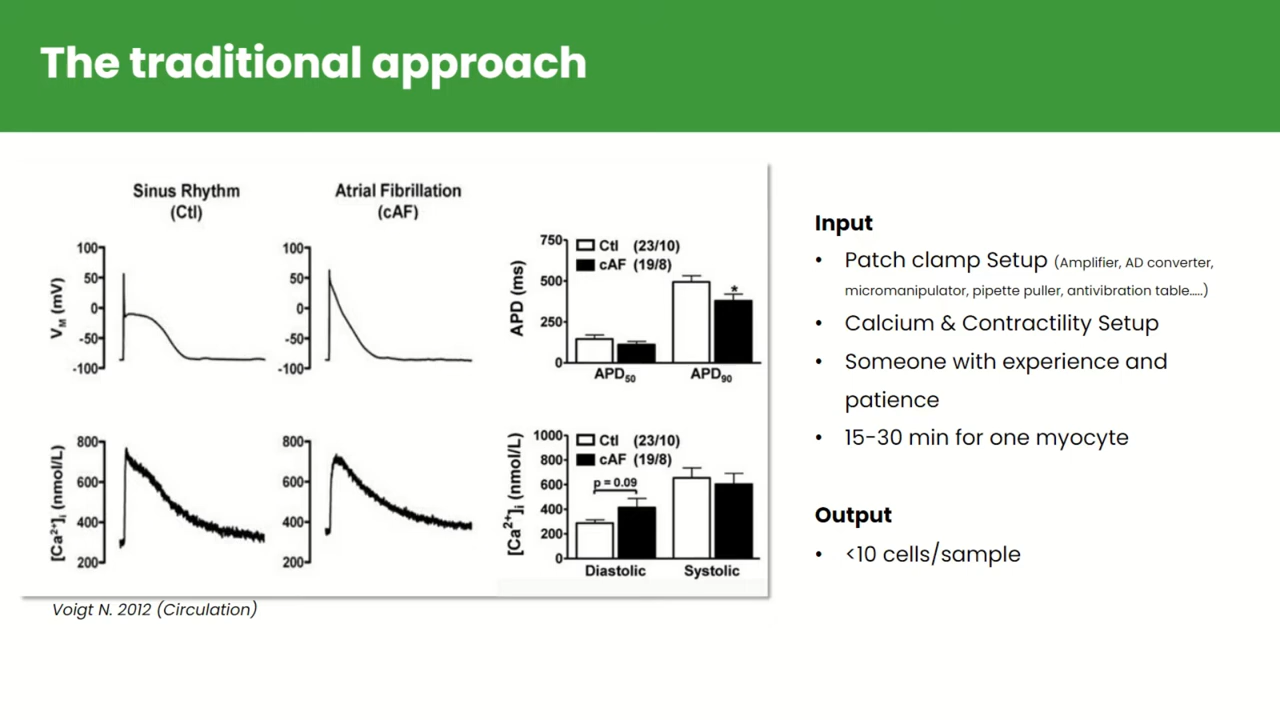 The traditional approach
Sinus Rhythm
(Ctl)
Atrial Fibrillation
(cAF)
100
50
0
-50
-100
V_M (mV)
100
50
0
-50
-100
750
500
250
0
APD (ms)
Ctl (23/10)
cAF (19/8)
*
APD50
APD90
800
600
400
200
[Ca2+]i (nmol/L)
800
600
400
200
1000
800
600
400
200
0
[Ca2+]i (nmol/L)
Ctl (23/10)
cAF (19/8)
p = 0.09
Diastolic
Systolic
Voigt N. 2012 (Circulation)
Input
• Patch clamp Setup (Amplifier, AD converter,
micromanipulator, pipette puller, antivibration table.....)
• Calcium & Contractility Setup
• Someone with experience and
patience
• 15-30 min for one myocyte
Output
• <10 cells/sample